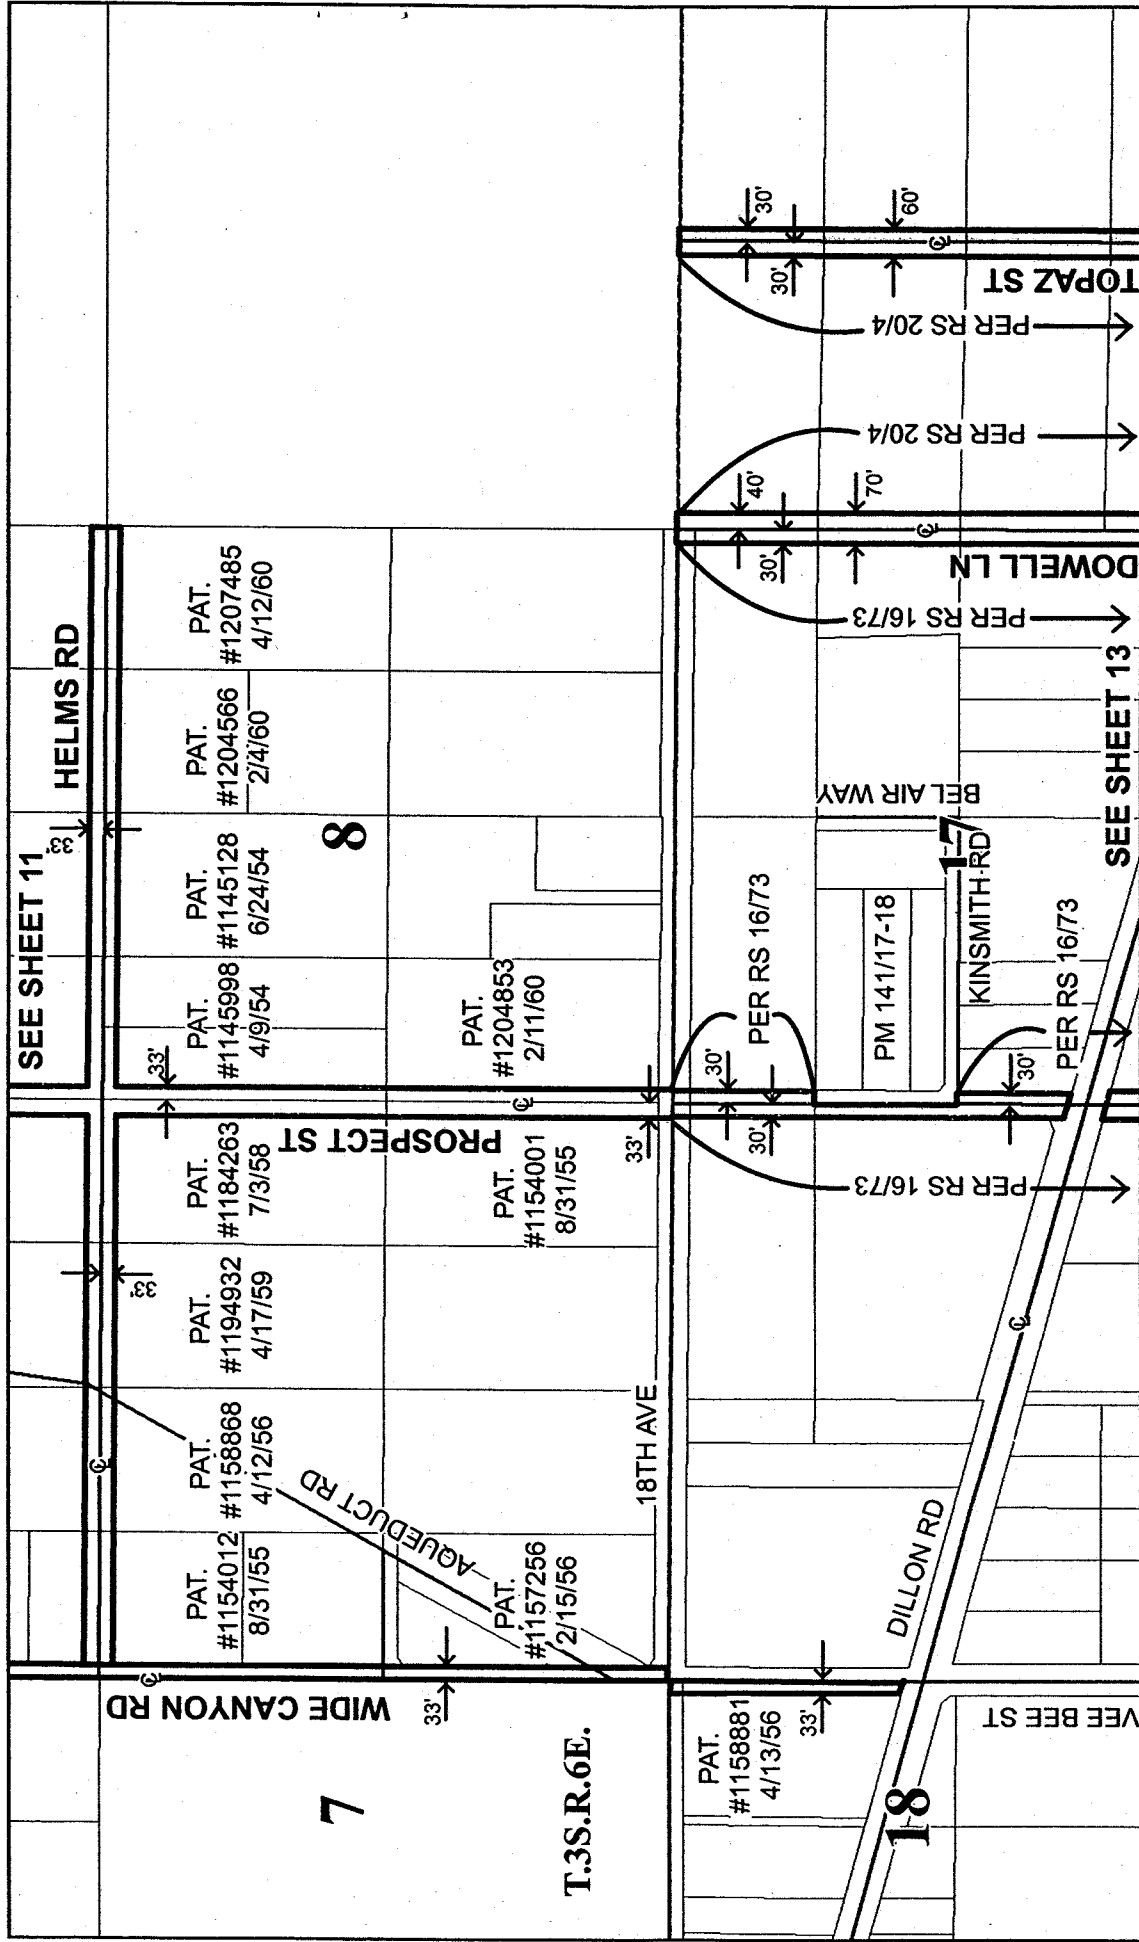 SEE SHEET 11
HELMS RD
33'
33'
33'
PAT.
#1154012
8/31/55
PAT.
#1158868
4/12/56
PAT.
#1194932
4/17/59
PAT.
#1184263
7/3/58
PAT.
#1145998
4/9/54
PAT.
#1145128
6/24/54
PAT.
#1204566
2/4/60
PAT.
#1207485
4/12/60
WIDE CANYON RD
℄
℄
33'
7
T.3S.R.6E.
AQUEDUCT RD
PAT.
#1157256
2/15/56
PROSPECT ST
℄
PAT.
#1154001
8/31/55
PAT.
#1204853
2/11/60
8
33'
18TH AVE
PAT.
#1158881
4/13/56
33'
18
VEE BEE ST
DILLON RD
℄
30'
30'
30'
PER RS 16/73
PER RS 16/73
PER RS 16/73
PM 141/17-18
KINSMITH RD
17
BEL AIR WAY
PER RS 16/73
DOWELL LN
℄
30'
40'
70'
PER RS 20/4
PER RS 20/4
TOPAZ ST
℄
30'
30'
60'
SEE SHEET 13